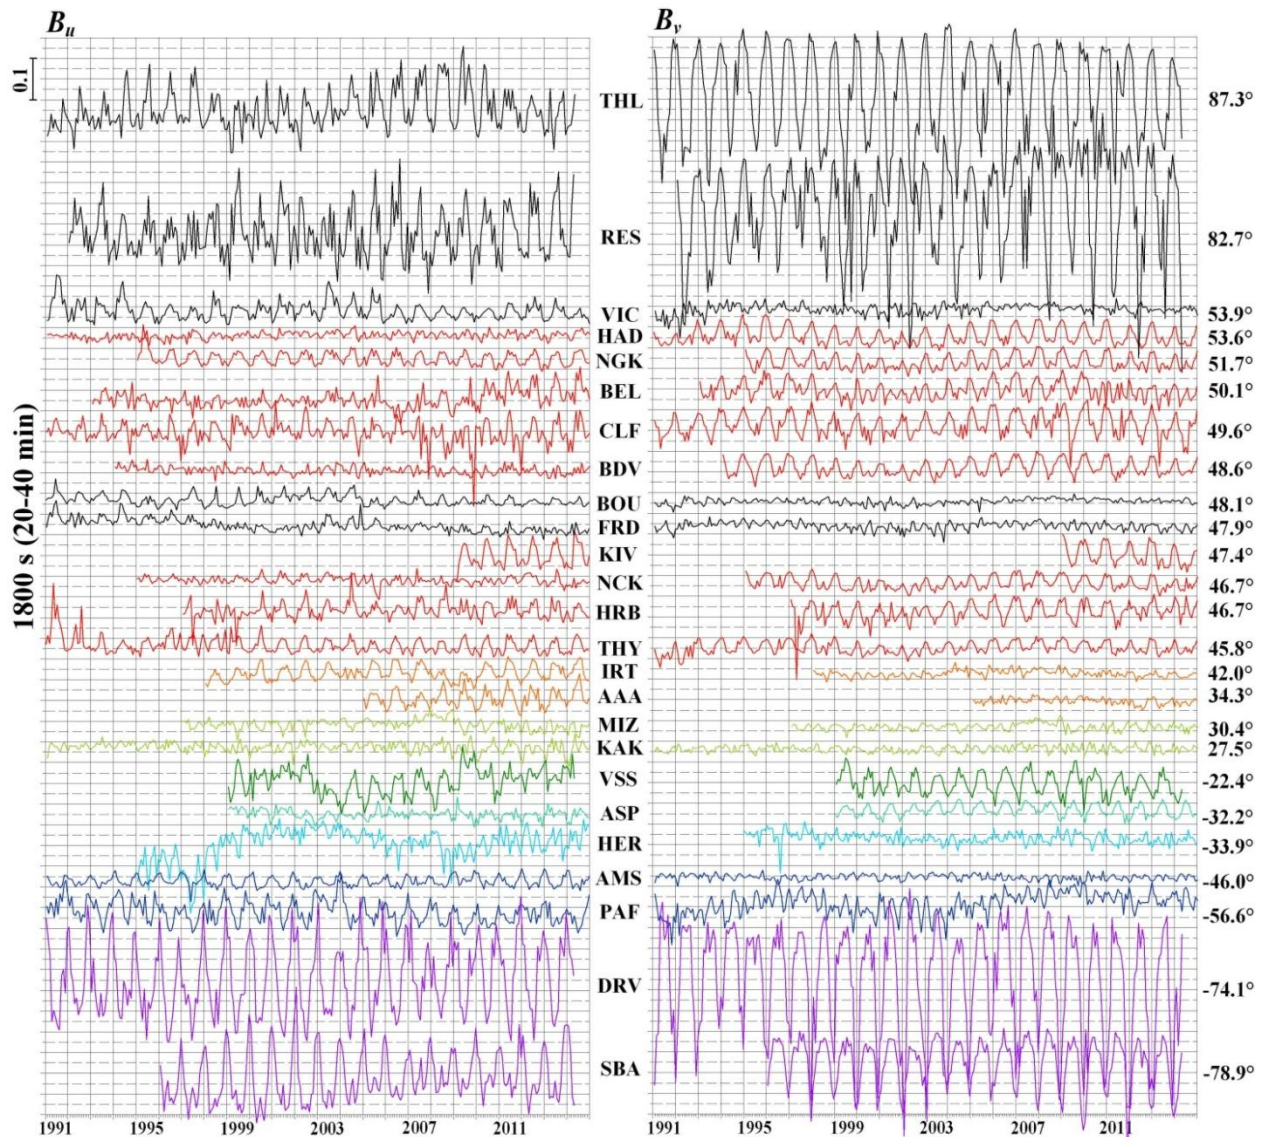 Bu Bv
0.1
1800 s (20-40 min)
THL 87.3°
RES 82.7°
VIC 53.9°
HAD 53.6°
NGK 51.7°
BEL 50.1°
CLF 49.6°
BDV 48.6°
BOU 48.1°
FRD 47.9°
KIV 47.4°
NCK 46.7°
HRB 46.7°
THY 45.8°
IRT 42.0°
AAA 34.3°
MIZ 30.4°
KAK 27.5°
VSS -22.4°
ASP -32.2°
HER -33.9°
AMS -46.0°
PAF -56.6°
DRV -74.1°
SBA -78.9°
1991 1995 1999 2003 2007 2011 1991 1995 1999 2003 2007 2011